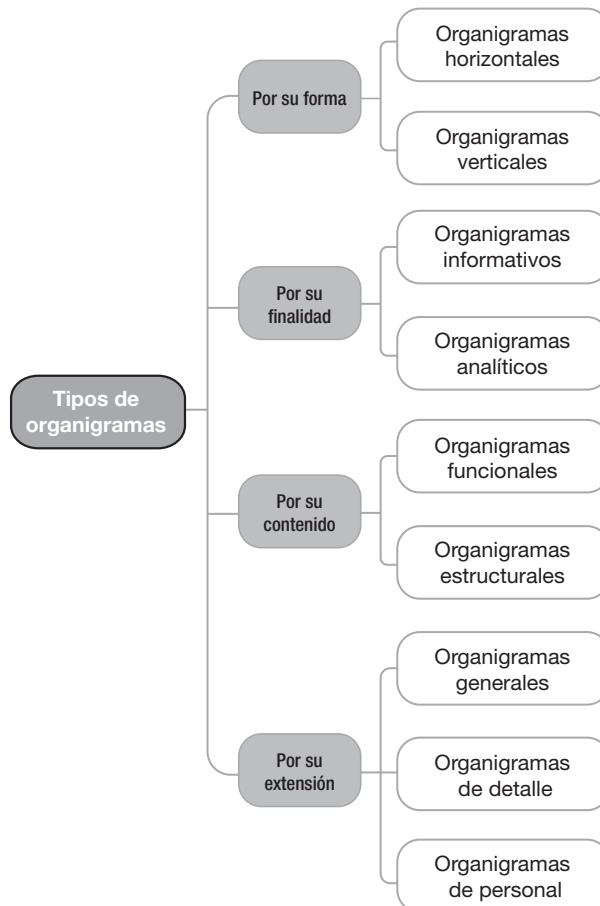 Tipos de
organigramas
Por su forma
Organigramas
horizontales
Organigramas
verticales
Por su
finalidad
Organigramas
informativos
Organigramas
analíticos
Por su
contenido
Organigramas
funcionales
Organigramas
estructurales
Por su
extensión
Organigramas
generales
Organigramas
de detalle
Organigramas
de personal